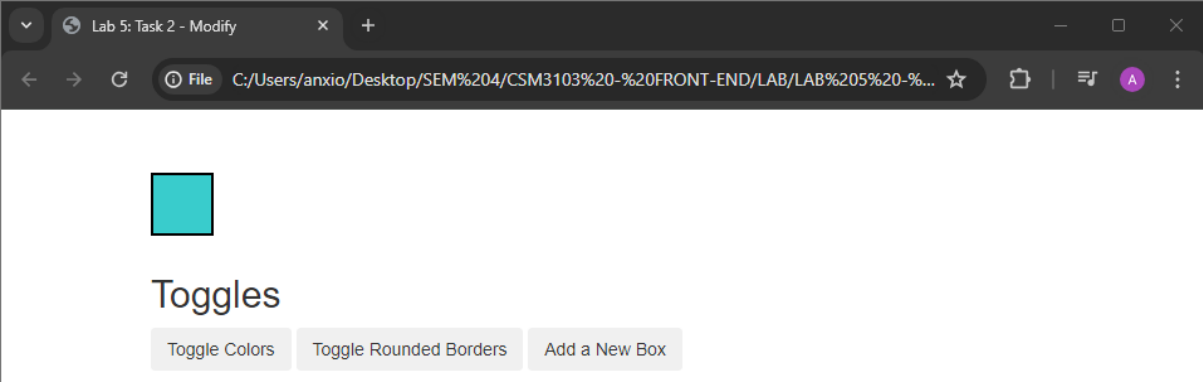 Lab 5: Task 2 - Modify
File C:/Users/anxio/Desktop/SEM%204/CSM3103%20-%20FRONT-END/LAB/LAB%205%20-%... A
Toggles
Toggle Colors Toggle Rounded Borders Add a New Box